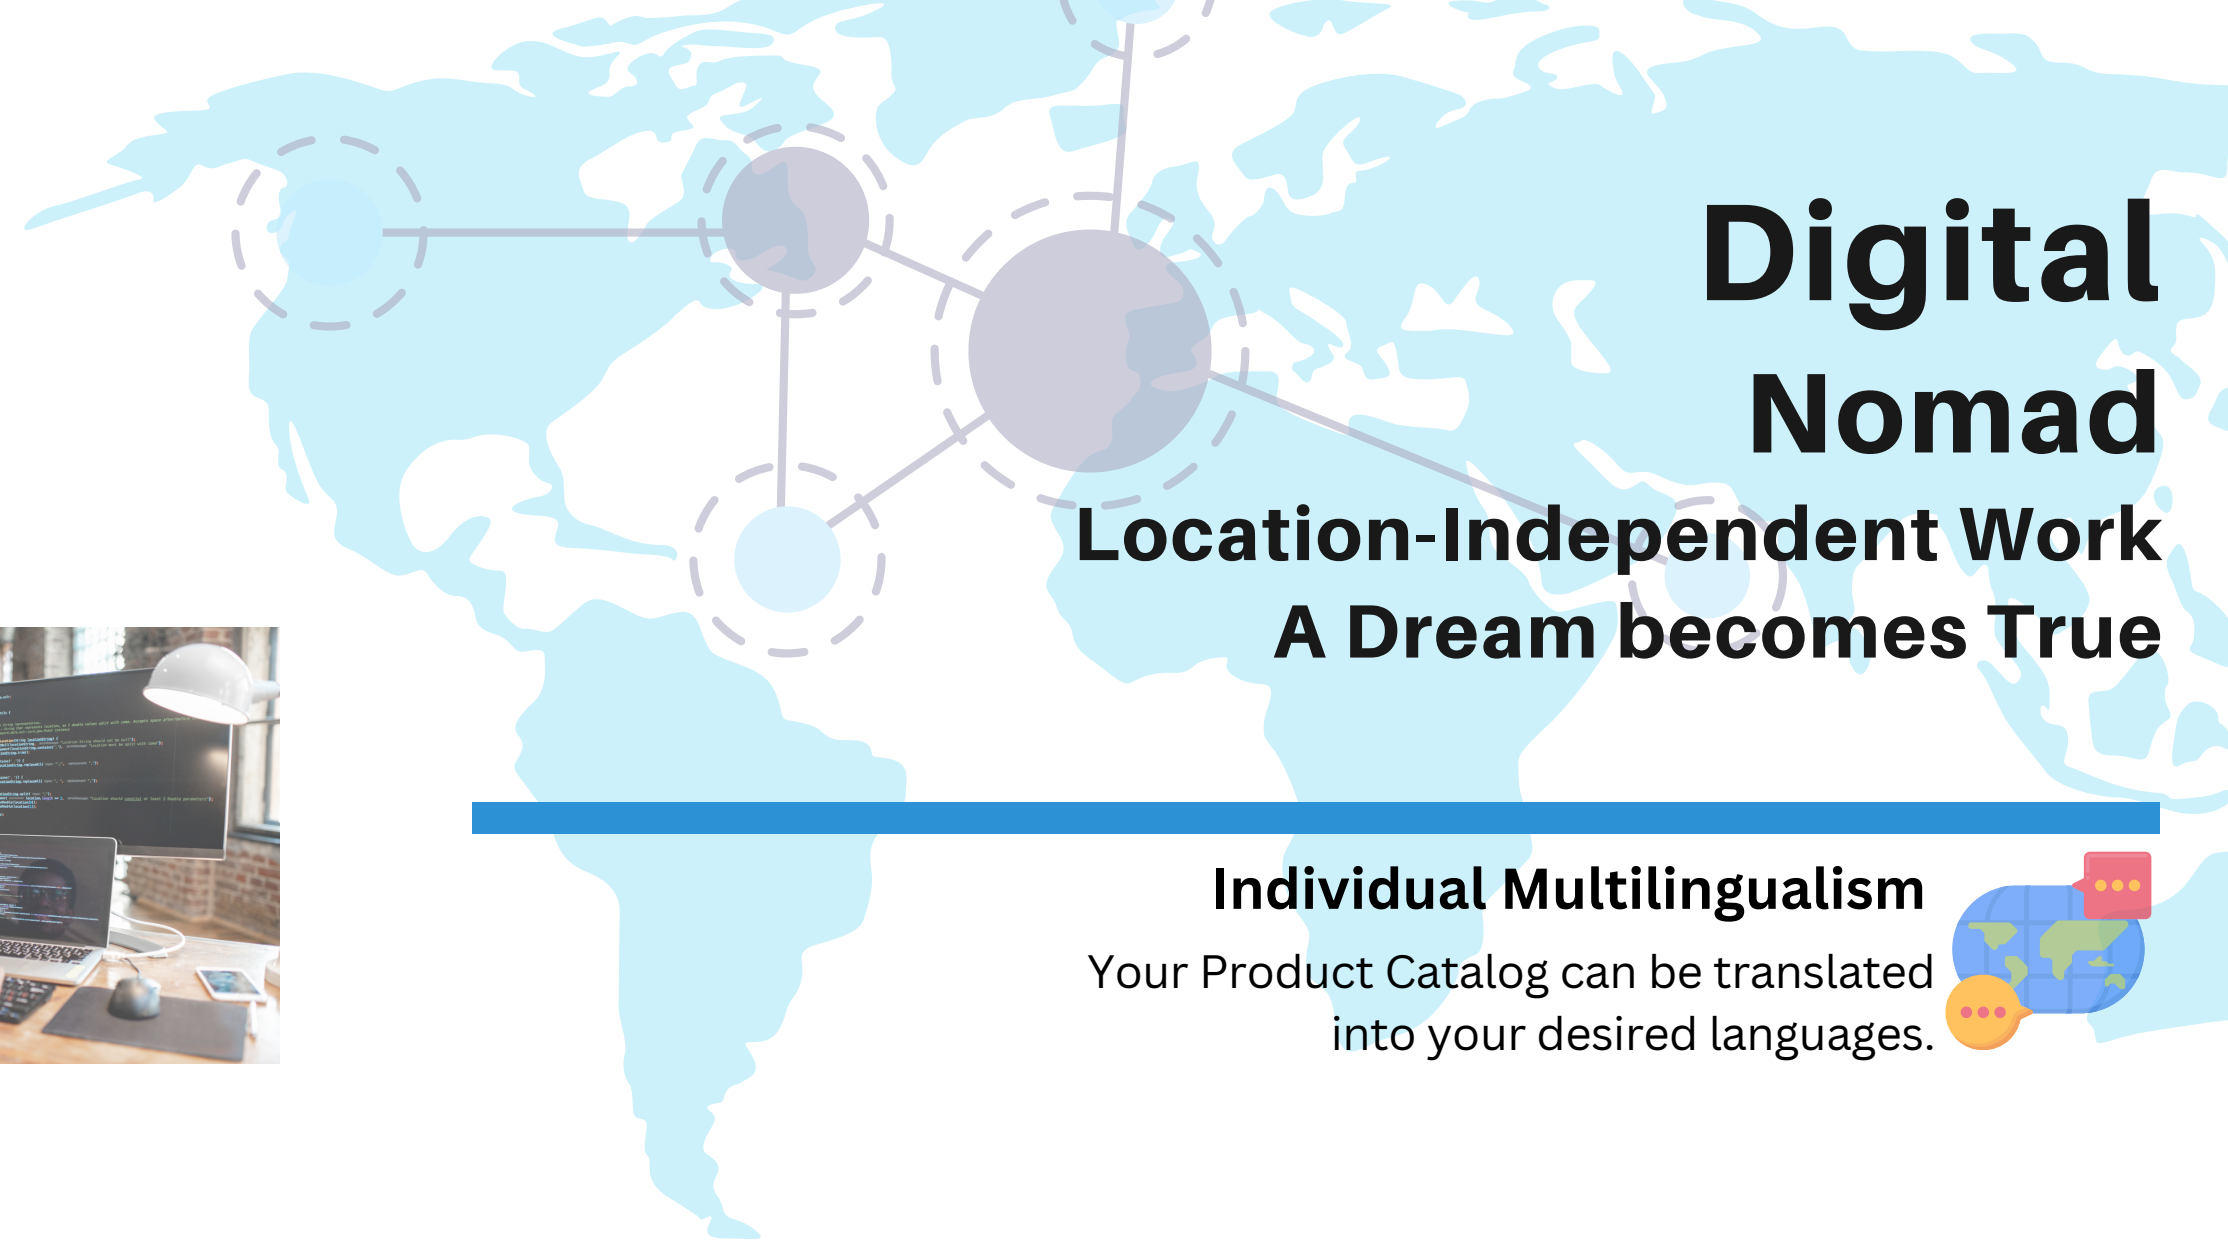 Digital
Nomad
Location-Independent Work
A Dream becomes True
Individual Multilingualism
Your Product Catalog can be translated
into your desired languages.